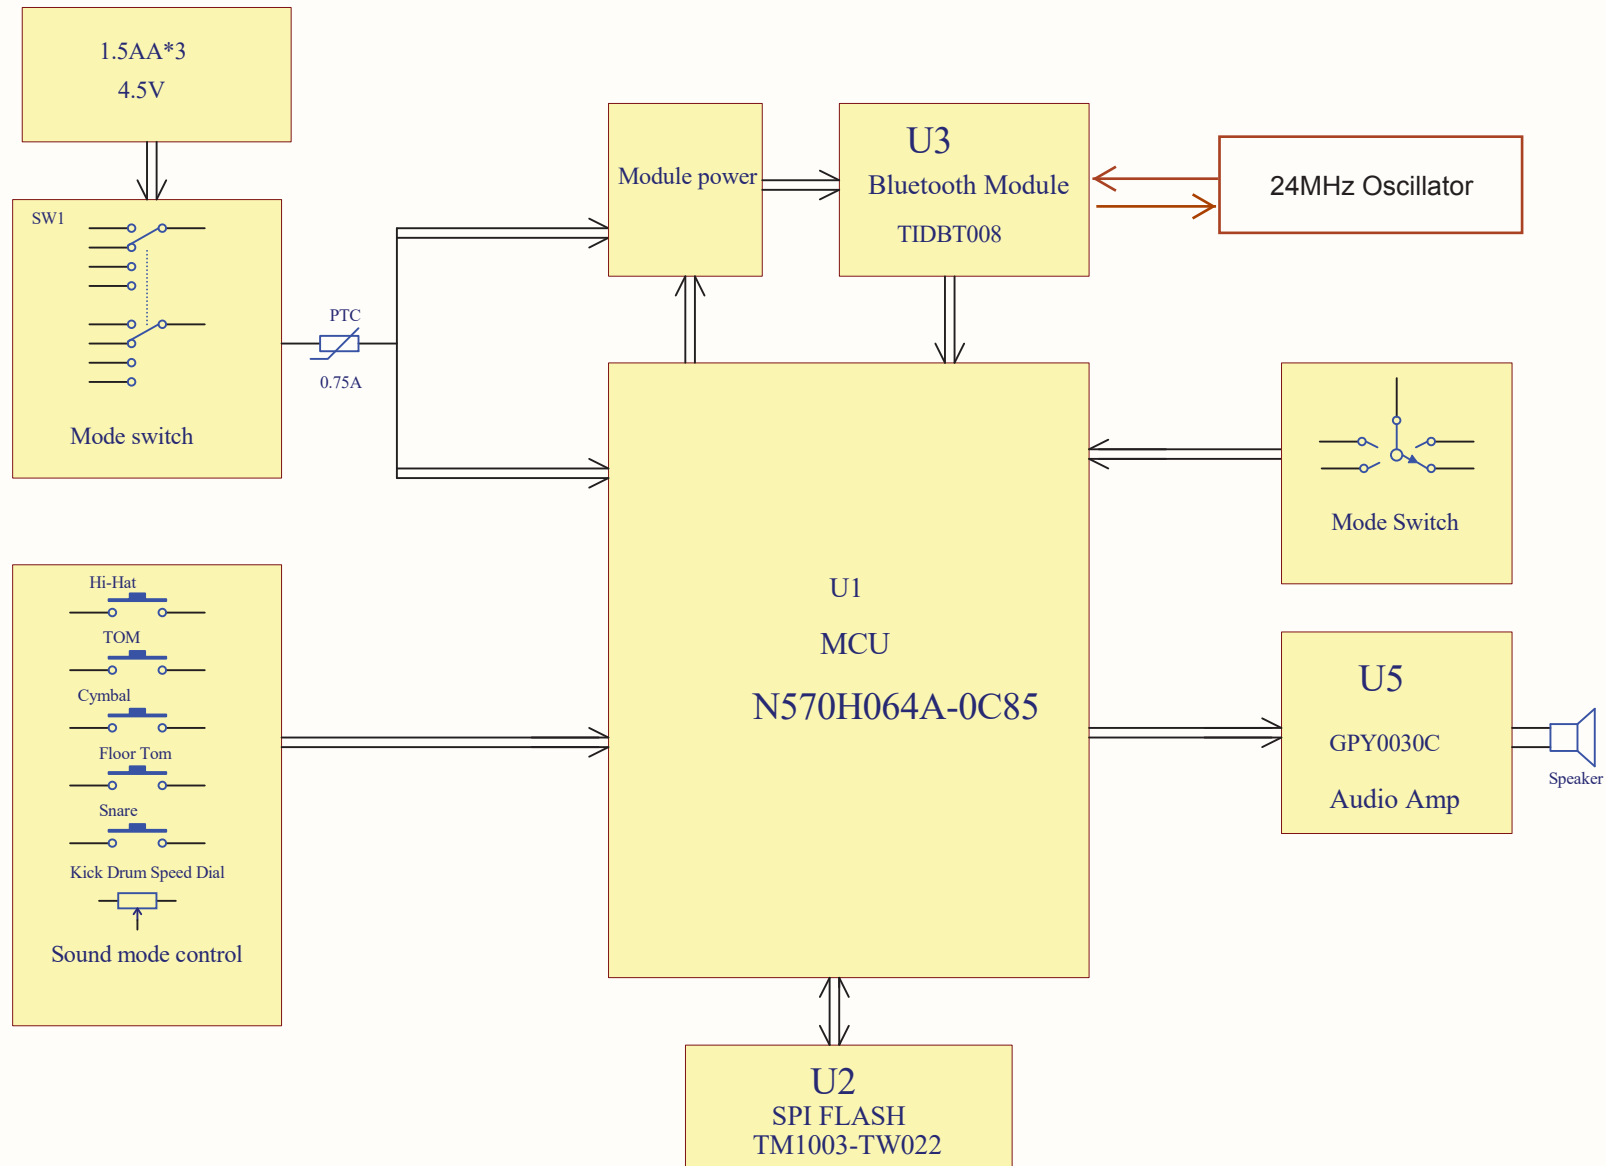 1.5AA*3
4.5V
SW1
Mode switch
PTC
0.75A
Module power
U3
Bluetooth Module
TIDBT008
24MHz Oscillator
Mode Switch
Hi-Hat
TOM
Cymbal
Floor Tom
Snare
Kick Drum Speed Dial
Sound mode control
U1
MCU
N570H064A-0C85
U5
GPY0030C
Audio Amp
Speaker
U2
SPI FLASH
TM1003-TW022